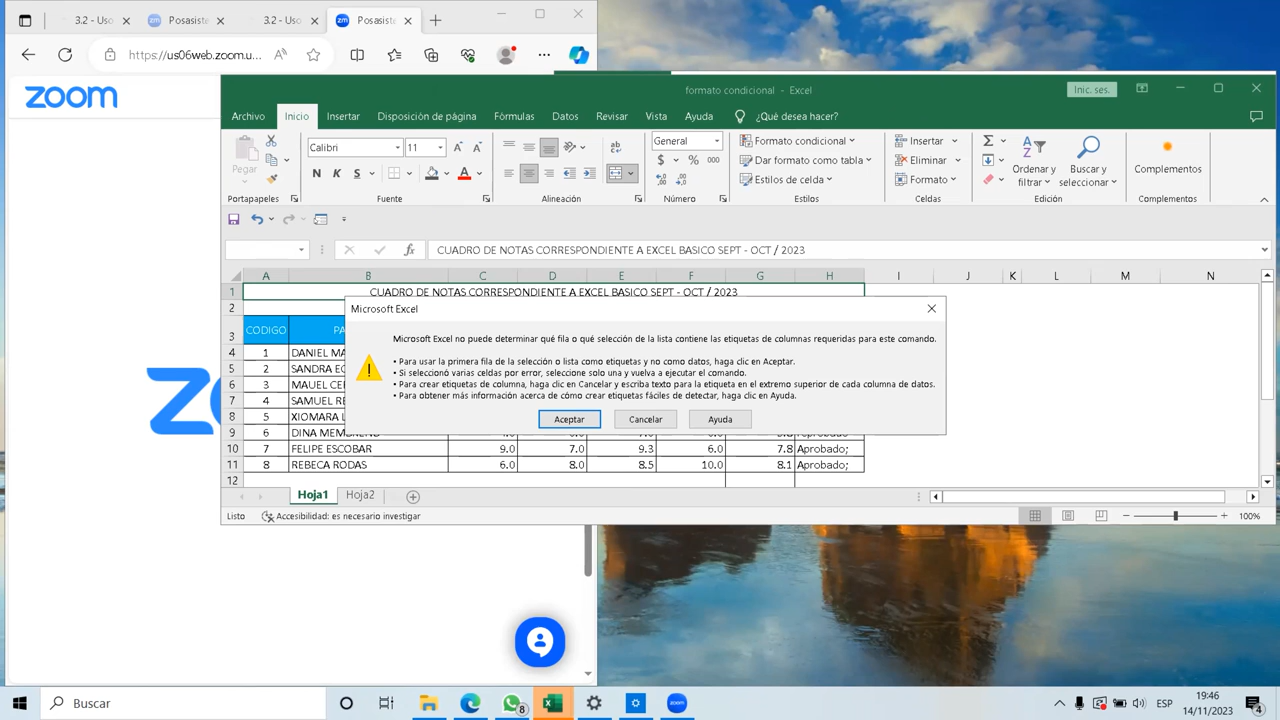 3.2 - Uso
Posasiste
3.2 - Uso
Posasiste
https://us06web.zoom.u...
zoom
formato condicional - Excel
Inic. ses.
Archivo Inicio Insertar Disposición de página Fórmulas Datos Revisar Vista Ayuda ¿Qué desea hacer?
Pegar
Portapapeles
Calibri 11
N K S
Fuente
Alineación
General
$ % 000
Número
Formato condicional
Dar formato como tabla
Estilos de celda
Estilos
Insertar
Eliminar
Formato
Celdas
Ordenar y filtrar
Buscar y seleccionar
Edición
Complementos
Complementos
fx CUADRO DE NOTAS CORRESPONDIENTE A EXCEL BASICO SEPT - OCT / 2023
A B C D E F G H I J K L M N
1 CUADRO DE NOTAS CORRESPONDIENTE A EXCEL BASICO SEPT - OCT / 2023
2
3 CODIGO PA
4 1 DANIEL MA
5 2 SANDRA EC
6 3 MAUEL CER
7 4 SAMUEL RE
8 5 XIOMARA L
9 6 DINA MEMBRENO
10 7 FELIPE ESCOBAR 9.0 7.0 9.3 6.0 7.8 Aprobado;
11 8 REBECA RODAS 6.0 8.0 8.5 10.0 8.1 Aprobado;
12
Microsoft Excel
Microsoft Excel no puede determinar qué fila o qué selección de la lista contiene las etiquetas de columnas requeridas para este comando.
• Para usar la primera fila de la selección o lista como etiquetas y no como datos, haga clic en Aceptar.
• Si seleccionó varias celdas por error, seleccione solo una y vuelva a ejecutar el comando.
• Para crear etiquetas de columna, haga clic en Cancelar y escriba texto para la etiqueta en el extremo superior de cada columna de datos.
• Para obtener más información acerca de cómo crear etiquetas fáciles de detectar, haga clic en Ayuda.
Aceptar Cancelar Ayuda
Hoja1 Hoja2
Listo Accesibilidad: es necesario investigar
100%
Buscar
8
ESP
19:46
14/11/2023
4